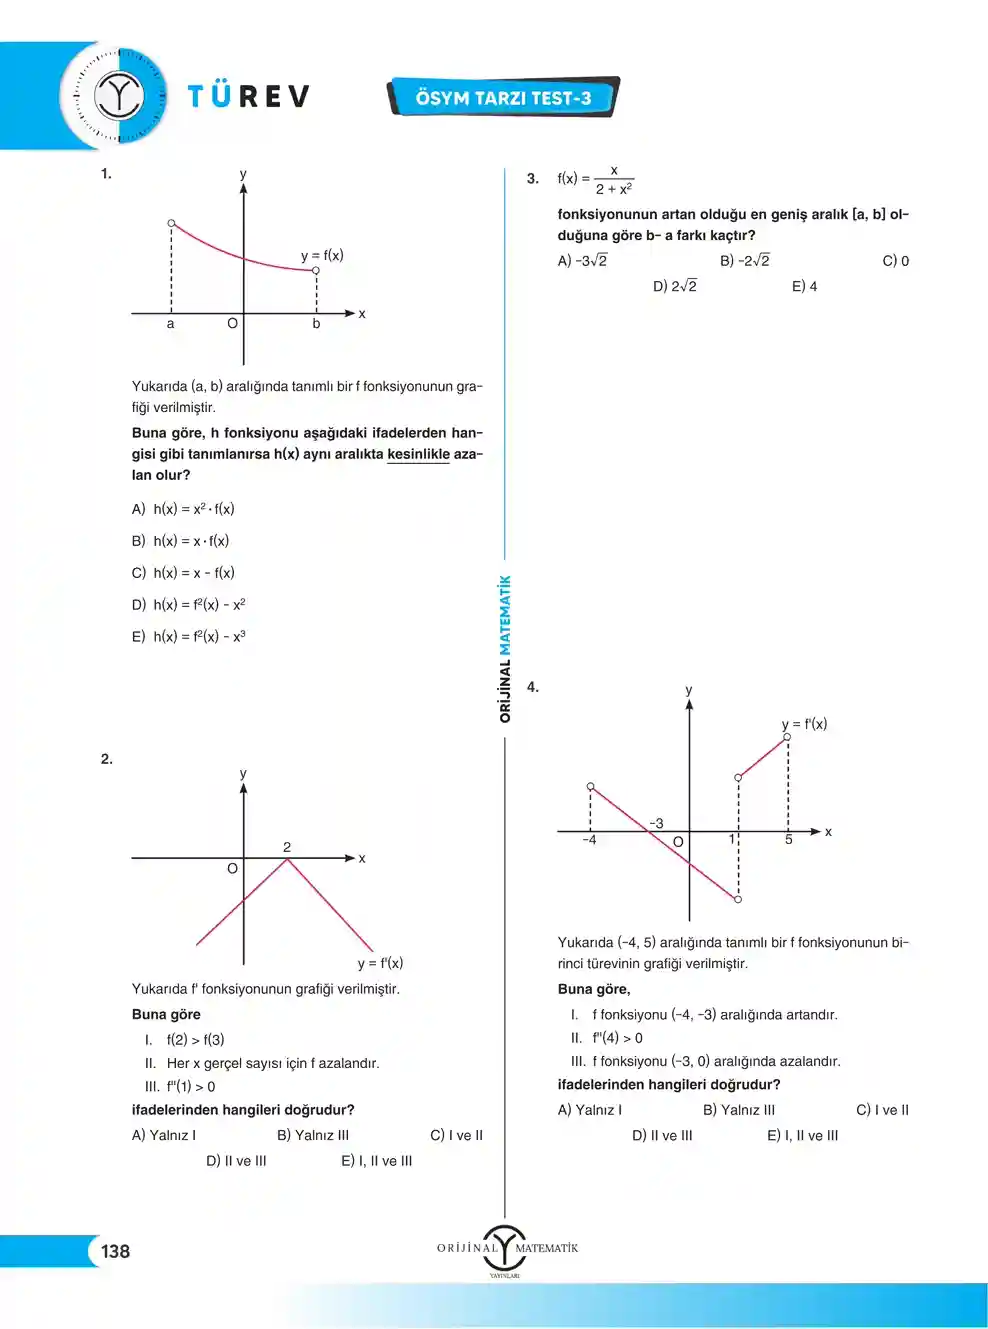 TÜREV
ÖSYM TARZI TEST-3
1.
y
y = f(x)
a
O
b
x
Yukarıda (a, b) aralığında tanımlı bir f fonksiyonunun gra-
fiği verilmiştir.
Buna göre, h fonksiyonu aşağıdaki ifadelerden han-
gisi gibi tanımlanırsa h(x) aynı aralıkta kesinlikle aza-
lan olur?
A) h(x) = x² · f(x)
B) h(x) = x · f(x)
C) h(x) = x - f(x)
D) h(x) = f²(x) - x²
E) h(x) = f²(x) - x³
2.
y
2
O
x
y = f'(x)
Yukarıda f' fonksiyonunun grafiği verilmiştir.
Buna göre
I. f(2) > f(3)
II. Her x gerçel sayısı için f azalandır.
III. f''(1) > 0
ifadelerinden hangileri doğrudur?
A) Yalnız I B) Yalnız III C) I ve II
D) II ve III E) I, II ve III
ORİJİNAL MATEMATİK
3. f(x) = x / (2 + x²)
fonksiyonunun artan olduğu en geniş aralık [a, b] ol-
duğuna göre b- a farkı kaçtır?
A) -3√2 B) -2√2 C) 0
D) 2√2 E) 4
4.
y
y = f'(x)
-4
-3
O
1
5
x
Yukarıda (-4, 5) aralığında tanımlı bir f fonksiyonunun bi-
rinci türevinin grafiği verilmiştir.
Buna göre,
I. f fonksiyonu (-4, -3) aralığında artandır.
II. f''(4) > 0
III. f fonksiyonu (-3, 0) aralığında azalandır.
ifadelerinden hangileri doğrudur?
A) Yalnız I B) Yalnız III C) I ve II
D) II ve III E) I, II ve III
138
ORİJİNAL MATEMATİK
YAYINLARI